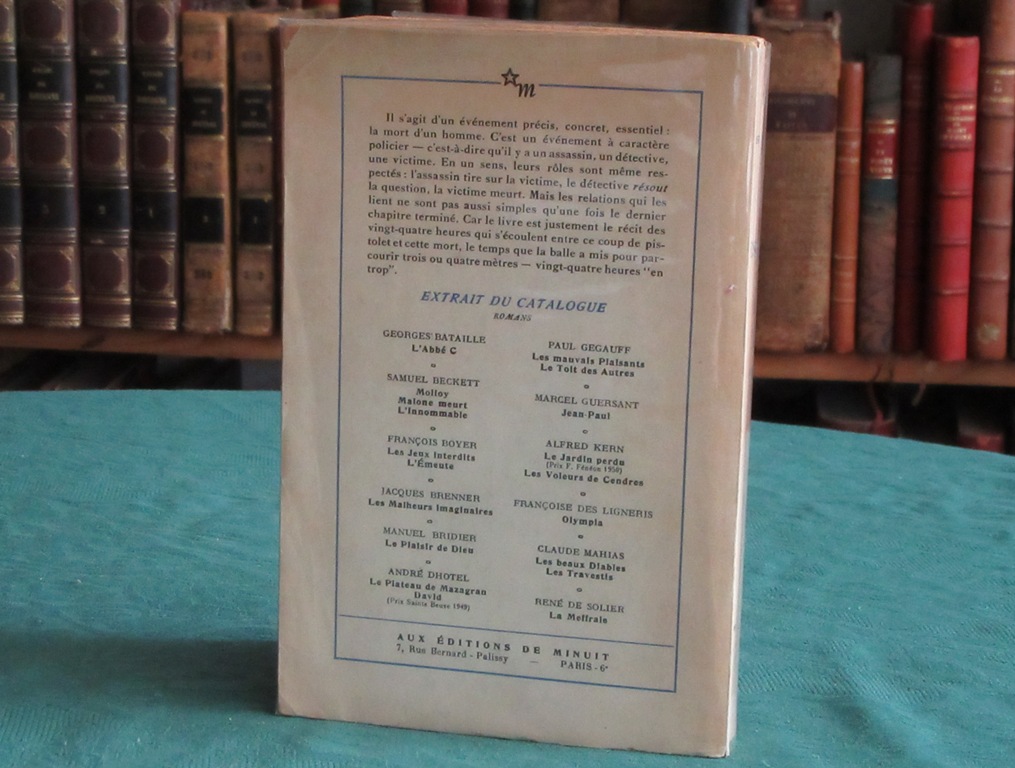 m
Il s'agit d'un événement précis, concret, essentiel :
la mort d'un homme. C'est un événement à caractère
policier — c'est-à-dire qu'il y a un assassin, un détective,
une victime. En un sens, leurs rôles sont même res-
pectés : l'assassin tire sur la victime, le détective résout
la question, la victime meurt. Mais les relations qui les
lient ne sont pas aussi simples qu'une fois le dernier
chapitre terminé. Car le livre est justement le récit des
vingt-quatre heures qui s'écoulent entre ce coup de pis-
tolet et cette mort, le temps que la balle a mis pour par-
courir trois ou quatre mètres — vingt-quatre heures "en
trop".
EXTRAIT DU CATALOGUE
ROMANS
GEORGES BATAILLE
L'Abbé C
SAMUEL BECKETT
Molloy
Malone meurt
L'Innommable
FRANÇOIS BOYER
Les Jeux interdits
L'Émeute
JACQUES BRENNER
Les Malheurs imaginaires
MANUEL BRIDIER
Le Plaisir de Dieu
ANDRÉ DHOTEL
Le Plateau de Mazagran
David
(Prix Sainte Beuve 1949)
PAUL GEGAUFF
Les mauvais Plaisants
Le Toit des Autres
MARCEL GUERSANT
Jean-Paul
ALFRED KERN
Le Jardin perdu
(Prix F. Fénéon 1950)
Les Voleurs de Cendres
FRANÇOISE DES LIGNERIS
Olympia
CLAUDE MAHIAS
Les beaux Diables
Les Travestis
RENÉ DE SOLIER
La Meffraie
AUX ÉDITIONS DE MINUIT
7, Rue Bernard-Palissy — PARIS-6e